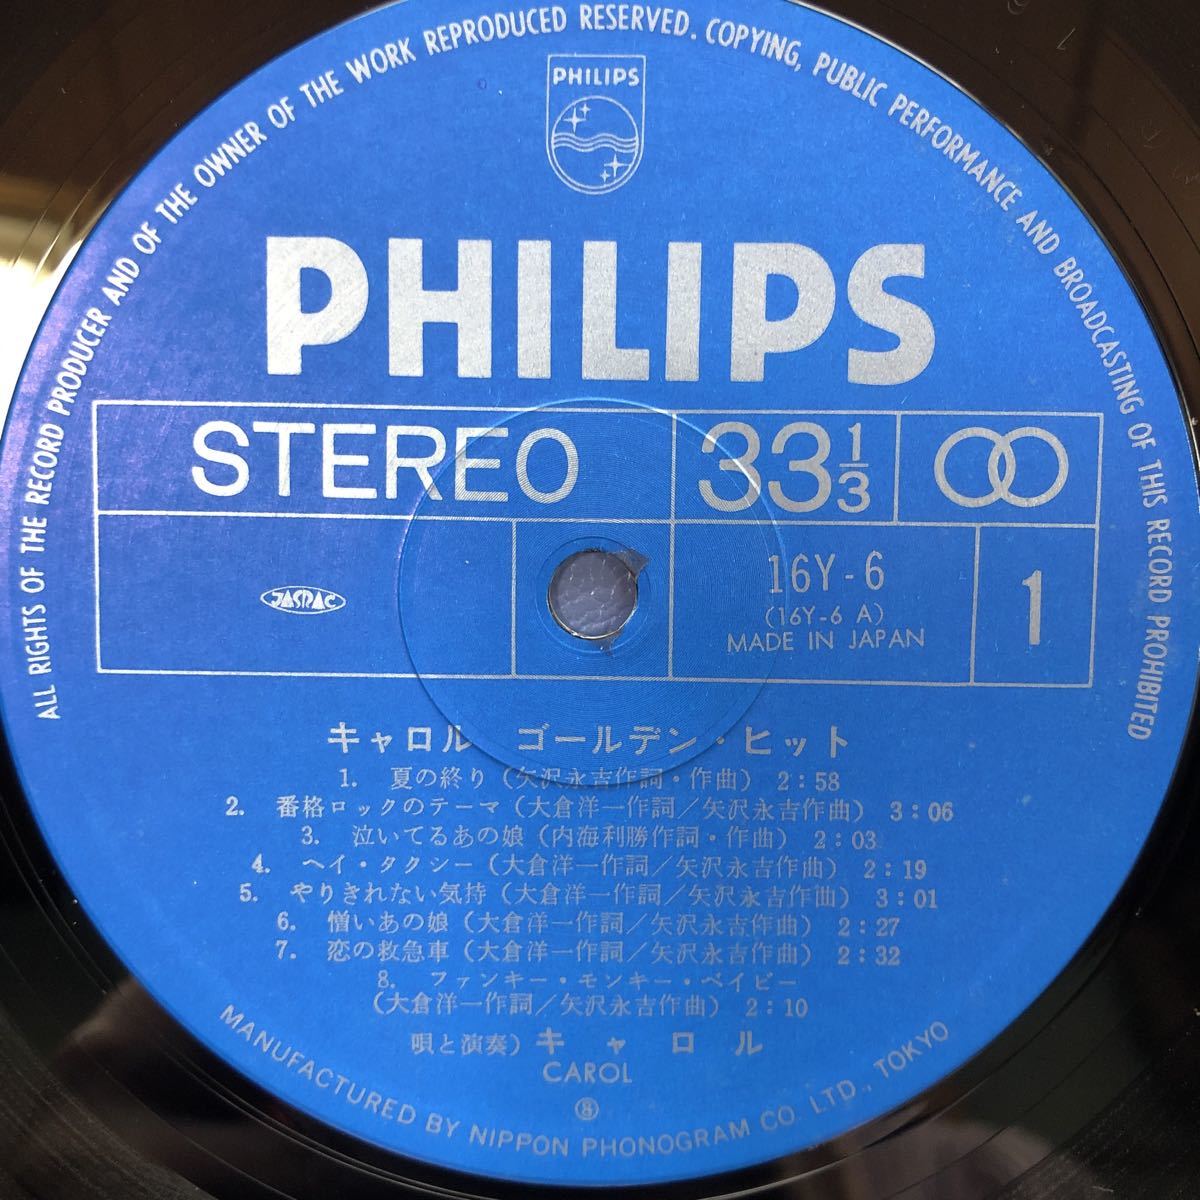 ALL RIGHTS OF THE RECORD PRODUCER AND OF THE OWNER OF THE WORK REPRODUCED RESERVED. COPYING, PUBLIC PERFORMANCE AND BROADCASTING OF THIS RECORD PROHIBITED
PHILIPS
PHILIPS
STEREO
33 1/3
JASRAC
16Y-6
(16Y-6 A)
MADE IN JAPAN
1
キャロル ゴールデン・ヒット
1. 夏の終り(矢沢永吉作詞・作曲) 2:58
2. 番格ロックのテーマ(大倉洋一作詞/矢沢永吉作曲) 3:06
3. 泣いてるあの娘(内海利勝作詞・作曲) 2:03
4. ヘイ・タクシー(大倉洋一作詞/矢沢永吉作曲) 2:19
5. やりきれない気持(大倉洋一作詞/矢沢永吉作曲) 3:01
6. 憎いあの娘(大倉洋一作詞/矢沢永吉作曲) 2:27
7. 恋の救急車(大倉洋一作詞/矢沢永吉作曲) 2:32
8. ファンキー・モンキー・ベイビー
(大倉洋一作詞/矢沢永吉作曲) 2:10
唄と演奏) キャロル
CAROL
⑧
MANUFACTURED BY NIPPON PHONOGRAM CO. LTD., TOKYO